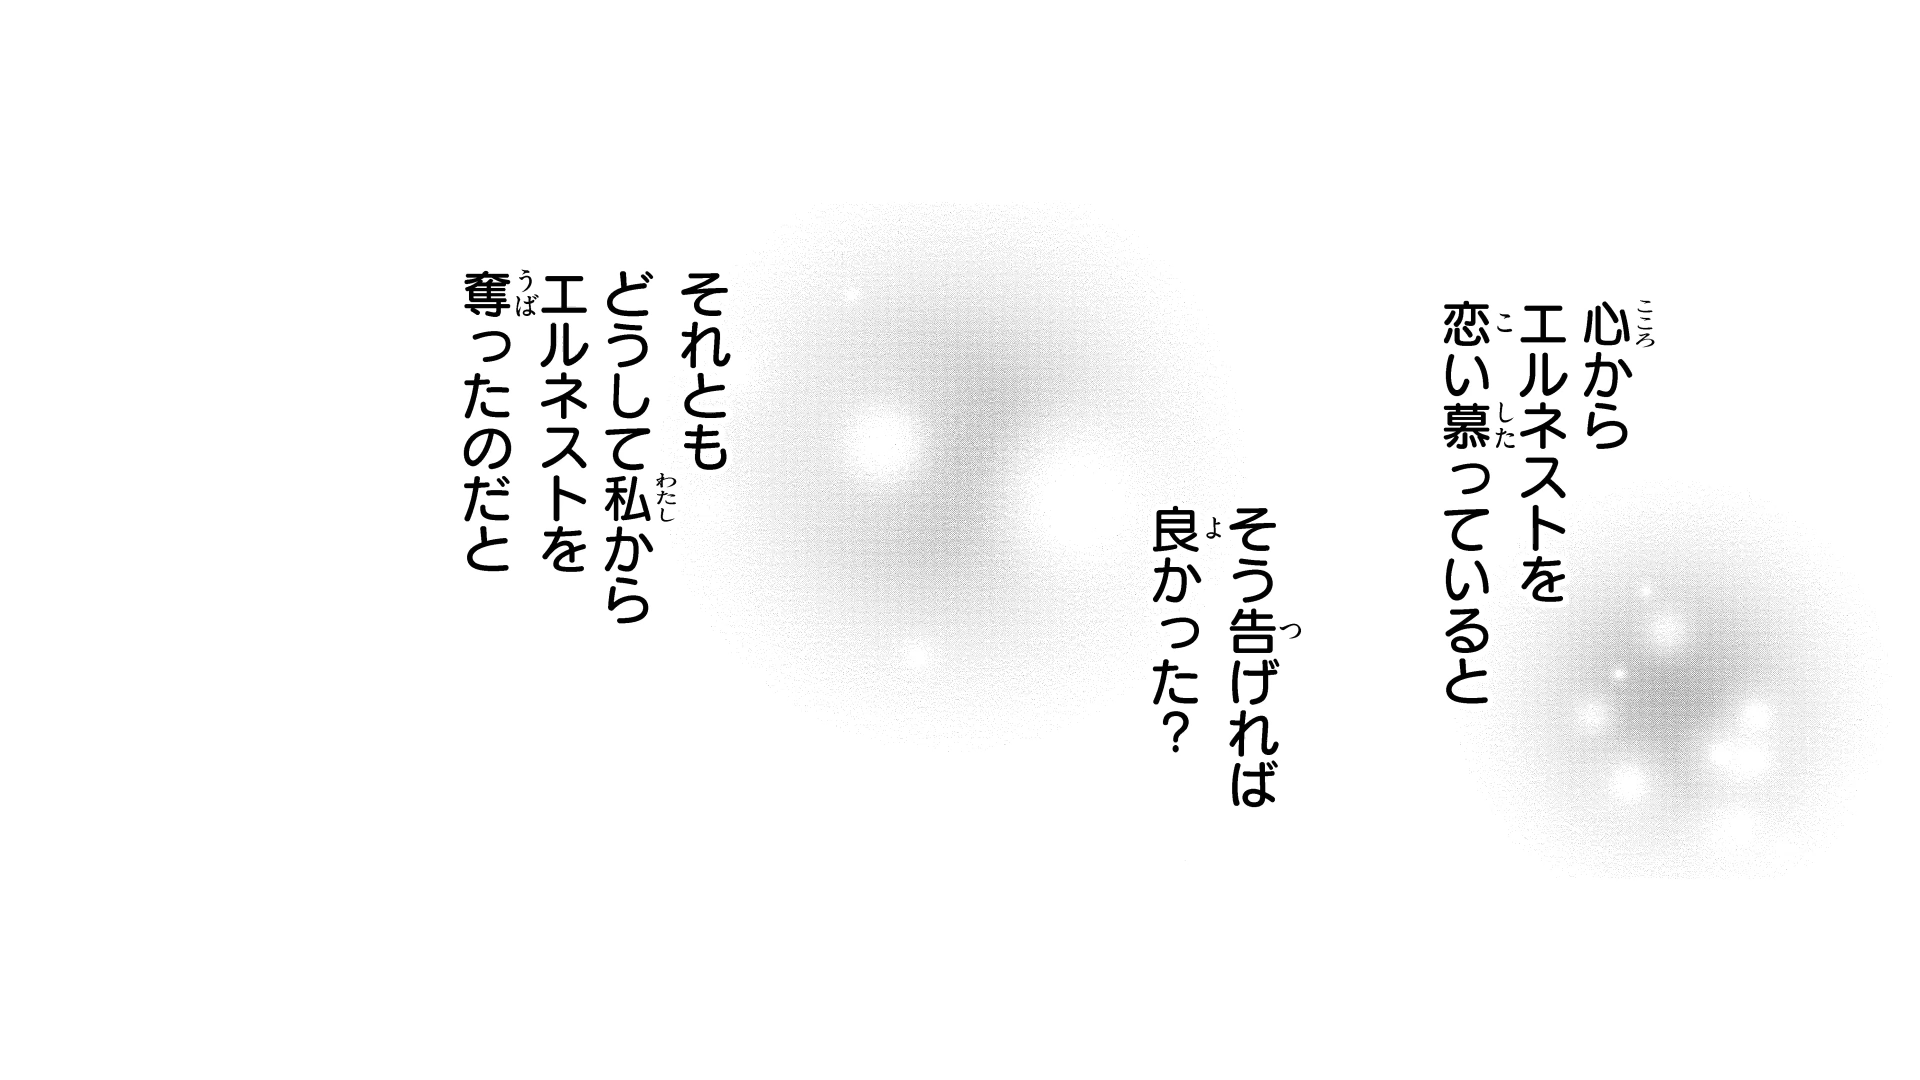 心から
エルネストを
恋い慕っていると
そう告げれば
良かった?
それとも
どうして私から
エルネストを
奪ったのだと